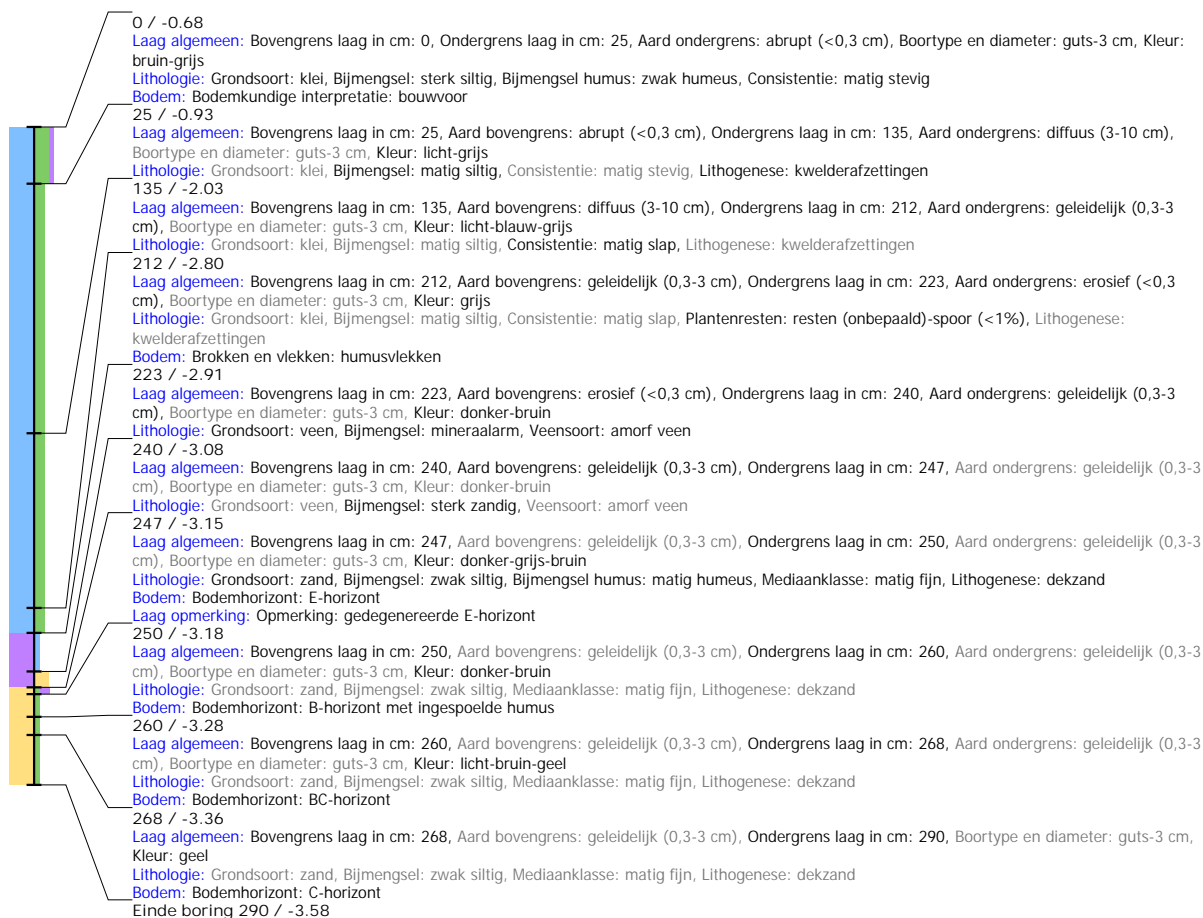 0 / -0.68
Laag algemeen: Bovengrens laag in cm: 0, Ondergrens laag in cm: 25, Aard ondergrens: abrupt (<0,3 cm), Boortype en diameter: guts-3 cm, Kleur:
bruin-grijs
Lithologie: Grondsoort: klei, Bijmengsel: sterk siltig, Bijmengsel humus: zwak humeus, Consistentie: matig stevig
Bodem: Bodemkundige interpretatie: bouwvoor
25 / -0.93
Laag algemeen: Bovengrens laag in cm: 25, Aard bovengrens: abrupt (<0,3 cm), Ondergrens laag in cm: 135, Aard ondergrens: diffuus (3-10 cm),
Boortype en diameter: guts-3 cm, Kleur: licht-grijs
Lithologie: Grondsoort: klei, Bijmengsel: matig siltig, Consistentie: matig stevig, Lithogenese: kwelderafzettingen
135 / -2.03
Laag algemeen: Bovengrens laag in cm: 135, Aard bovengrens: diffuus (3-10 cm), Ondergrens laag in cm: 212, Aard ondergrens: geleidelijk (0,3-3
cm), Boortype en diameter: guts-3 cm, Kleur: licht-blauw-grijs
Lithologie: Grondsoort: klei, Bijmengsel: matig siltig, Consistentie: matig slap, Lithogenese: kwelderafzettingen
212 / -2.80
Laag algemeen: Bovengrens laag in cm: 212, Aard bovengrens: geleidelijk (0,3-3 cm), Ondergrens laag in cm: 223, Aard ondergrens: erosief (<0,3
cm), Boortype en diameter: guts-3 cm, Kleur: grijs
Lithologie: Grondsoort: klei, Bijmengsel: matig siltig, Consistentie: matig slap, Plantenresten: resten (onbepaald)-spoor (<1%), Lithogenese:
kwelderafzettingen
Bodem: Brokken en vlekken: humusvlekken
223 / -2.91
Laag algemeen: Bovengrens laag in cm: 223, Aard bovengrens: erosief (<0,3 cm), Ondergrens laag in cm: 240, Aard ondergrens: geleidelijk (0,3-3
cm), Boortype en diameter: guts-3 cm, Kleur: donker-bruin
Lithologie: Grondsoort: veen, Bijmengsel: mineraalarm, Veensoort: amorf veen
240 / -3.08
Laag algemeen: Bovengrens laag in cm: 240, Aard bovengrens: geleidelijk (0,3-3 cm), Ondergrens laag in cm: 247, Aard ondergrens: geleidelijk (0,3-3
cm), Boortype en diameter: guts-3 cm, Kleur: donker-bruin
Lithologie: Grondsoort: veen, Bijmengsel: sterk zandig, Veensoort: amorf veen
247 / -3.15
Laag algemeen: Bovengrens laag in cm: 247, Aard bovengrens: geleidelijk (0,3-3 cm), Ondergrens laag in cm: 250, Aard ondergrens: geleidelijk (0,3-3
cm), Boortype en diameter: guts-3 cm, Kleur: donker-grijs-bruin
Lithologie: Grondsoort: zand, Bijmengsel: zwak siltig, Bijmengsel humus: matig humeus, Mediaanklasse: matig fijn, Lithogenese: dekzand
Bodem: Bodemhorizont: E-horizont
Laag opmerking: Opmerking: gedegenereerde E-horizont
250 / -3.18
Laag algemeen: Bovengrens laag in cm: 250, Aard bovengrens: geleidelijk (0,3-3 cm), Ondergrens laag in cm: 260, Aard ondergrens: geleidelijk (0,3-3
cm), Boortype en diameter: guts-3 cm, Kleur: donker-bruin
Lithologie: Grondsoort: zand, Bijmengsel: zwak siltig, Mediaanklasse: matig fijn, Lithogenese: dekzand
Bodem: Bodemhorizont: B-horizont met ingespoelde humus
260 / -3.28
Laag algemeen: Bovengrens laag in cm: 260, Aard bovengrens: geleidelijk (0,3-3 cm), Ondergrens laag in cm: 268, Aard ondergrens: geleidelijk (0,3-3
cm), Boortype en diameter: guts-3 cm, Kleur: licht-bruin-geel
Lithologie: Grondsoort: zand, Bijmengsel: zwak siltig, Mediaanklasse: matig fijn, Lithogenese: dekzand
Bodem: Bodemhorizont: BC-horizont
268 / -3.36
Laag algemeen: Bovengrens laag in cm: 268, Aard bovengrens: geleidelijk (0,3-3 cm), Ondergrens laag in cm: 290, Boortype en diameter: guts-3 cm,
Kleur: geel
Lithologie: Grondsoort: zand, Bijmengsel: zwak siltig, Mediaanklasse: matig fijn, Lithogenese: dekzand
Bodem: Bodemhorizont: C-horizont
Einde boring 290 / -3.58